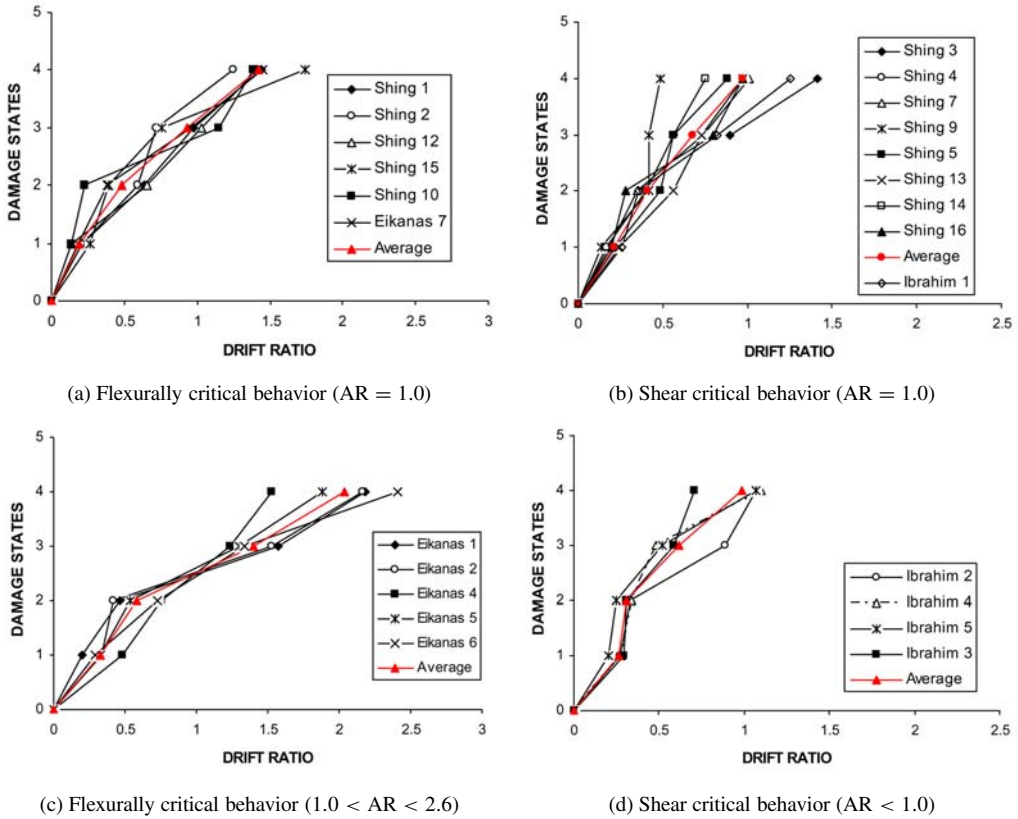 5
4
3
2
1
0
DAMAGE STATES
0 0.5 1 1.5 2 2.5 3
DRIFT RATIO
Shing 1
Shing 2
Shing 12
Shing 15
Shing 10
Eikanas 7
Average
(a) Flexurally critical behavior (AR = 1.0)
5
4
3
2
1
0
DAMAGE STATES
0 0.5 1 1.5 2 2.5
DRIFT RATIO
Shing 3
Shing 4
Shing 7
Shing 9
Shing 5
Shing 13
Shing 14
Shing 16
Average
Ibrahim 1
(b) Shear critical behavior (AR = 1.0)
5
4
3
2
1
0
DAMAGE STATES
0 0.5 1 1.5 2 2.5 3
DRIFT RATIO
Eikanas 1
Eikanas 2
Eikanas 4
Eikanas 5
Eikanas 6
Average
(c) Flexurally critical behavior (1.0 < AR < 2.6)
5
4
3
2
1
0
DAMAGE STATES
0 0.5 1 1.5 2 2.5
DRIFT RATIO
Ibrahim 2
Ibrahim 4
Ibrahim 5
Ibrahim 3
Average
(d) Shear critical behavior (AR < 1.0)